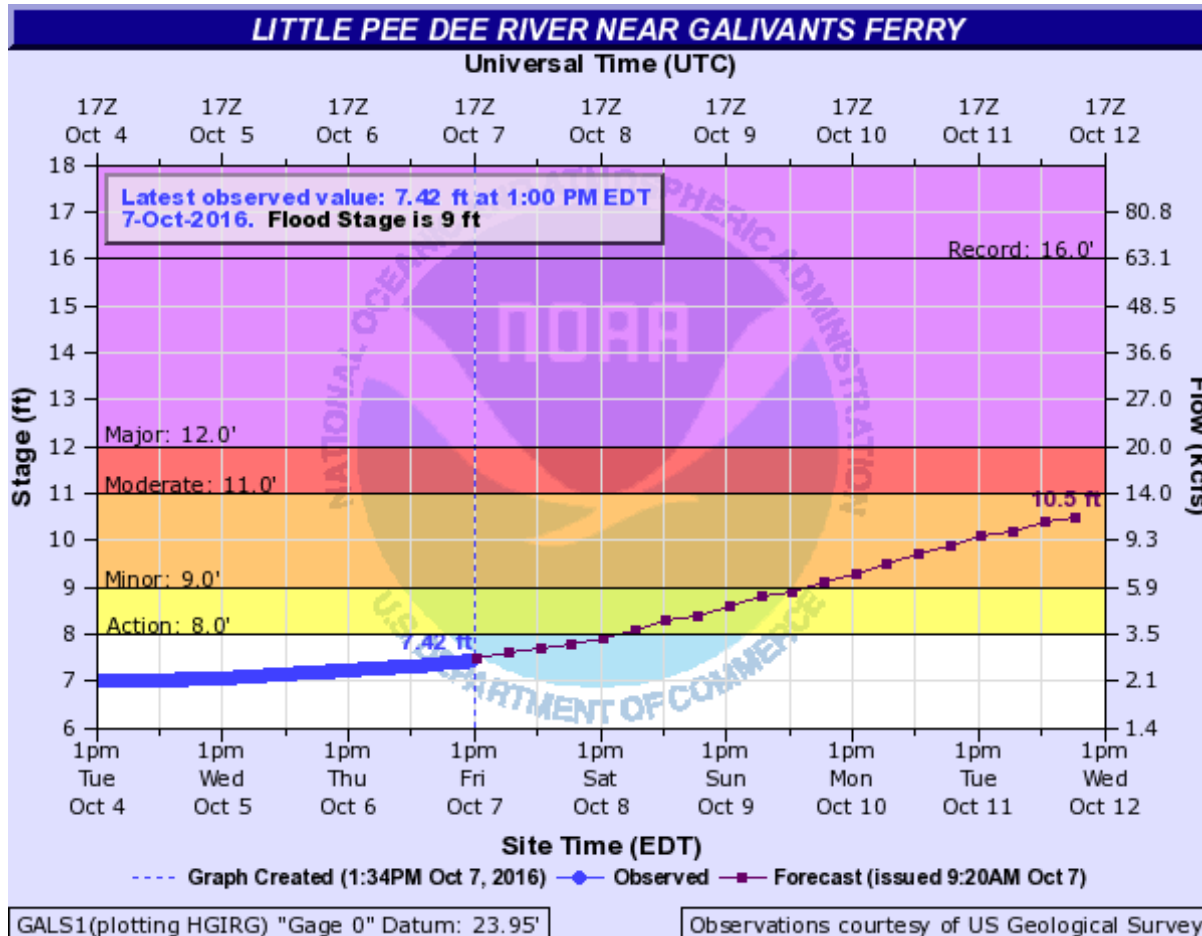 LITTLE PEE DEE RIVER NEAR GALIVANTS FERRY
Universal Time (UTC)
17Z 17Z 17Z 17Z 17Z 17Z 17Z 17Z 17Z
Oct 4 Oct 5 Oct 6 Oct 7 Oct 8 Oct 9 Oct 10 Oct 11 Oct 12
18
Latest observed value: 7.42 ft at 1:00 PM EDT
7-Oct-2016. Flood Stage is 9 ft
17 80.8
Record: 16.0'
16 63.1
15 48.5
14 36.6
13 27.0
Major: 12.0'
12 20.0
Moderate: 11.0'
11 14.0
10.5 ft
10 9.3
Minor: 9.0'
9 5.9
Action: 8.0'
8 3.5
7.42 ft
7 2.1
6 1.4
Stage (ft)
Flow (kcfs)
NATIONAL OCEANIC AND ATMOSPHERIC ADMINISTRATION
NOAA
U.S. DEPARTMENT OF COMMERCE
1pm 1pm 1pm 1pm 1pm 1pm 1pm 1pm 1pm
Tue Wed Thu Fri Sat Sun Mon Tue Wed
Oct 4 Oct 5 Oct 6 Oct 7 Oct 8 Oct 9 Oct 10 Oct 11 Oct 12
Site Time (EDT)
Graph Created (1:34PM Oct 7, 2016) Observed Forecast (issued 9:20AM Oct 7)
GALS1(plotting HGIRG) "Gage 0" Datum: 23.95'
Observations courtesy of US Geological Survey